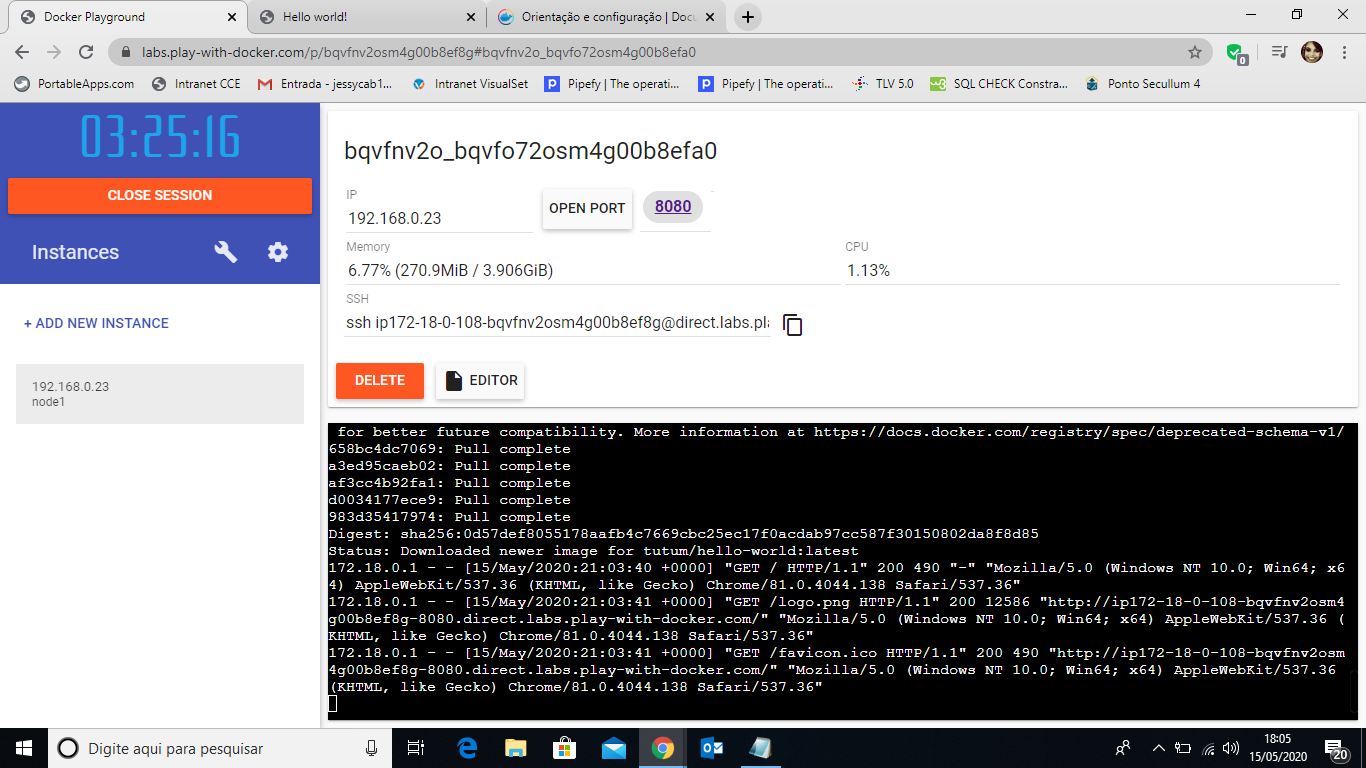 Docker Playground
Hello world!
Orientação e configuração | Docu
labs.play-with-docker.com/p/bqvfnv2osm4g00b8ef8g#bqvfnv2o_bqvfo72osm4g00b8efa0
0
PortableApps.com
Intranet CCE
Entrada - jessycab1...
Intranet VisualSet
Pipefy | The operati...
Pipefy | The operati...
TLV 5.0
SQL CHECK Constra...
Ponto Secullum 4
03:25:16
CLOSE SESSION
Instances
+ ADD NEW INSTANCE
192.168.0.23
node1
bqvfnv2o_bqvfo72osm4g00b8efa0
IP
192.168.0.23
OPEN PORT
8080
Memory
6.77% (270.9MiB / 3.906GiB)
CPU
1.13%
SSH
ssh ip172-18-0-108-bqvfnv2osm4g00b8ef8g@direct.labs.pla
DELETE
EDITOR
for better future compatibility. More information at https://docs.docker.com/registry/spec/deprecated-schema-v1/
658bc4dc7069: Pull complete
a3ed95caeb02: Pull complete
af3cc4b92fa1: Pull complete
d0034177ece9: Pull complete
983d35417974: Pull complete
Digest: sha256:0d57def8055178aafb4c7669cbc25ec17f0acdab97cc587f30150802da8f8d85
Status: Downloaded newer image for tutum/hello-world:latest
172.18.0.1 - - [15/May/2020:21:03:40 +0000] "GET / HTTP/1.1" 200 490 "-" "Mozilla/5.0 (Windows NT 10.0; Win64; x6
4) AppleWebKit/537.36 (KHTML, like Gecko) Chrome/81.0.4044.138 Safari/537.36"
172.18.0.1 - - [15/May/2020:21:03:41 +0000] "GET /logo.png HTTP/1.1" 200 12586 "http://ip172-18-0-108-bqvfnv2osm4
g00b8ef8g-8080.direct.labs.play-with-docker.com/" "Mozilla/5.0 (Windows NT 10.0; Win64; x64) AppleWebKit/537.36 (
KHTML, like Gecko) Chrome/81.0.4044.138 Safari/537.36"
172.18.0.1 - - [15/May/2020:21:03:41 +0000] "GET /favicon.ico HTTP/1.1" 200 490 "http://ip172-18-0-108-bqvfnv2osm
4g00b8ef8g-8080.direct.labs.play-with-docker.com/" "Mozilla/5.0 (Windows NT 10.0; Win64; x64) AppleWebKit/537.36
(KHTML, like Gecko) Chrome/81.0.4044.138 Safari/537.36"
Digite aqui para pesquisar
18:05
15/05/2020
20